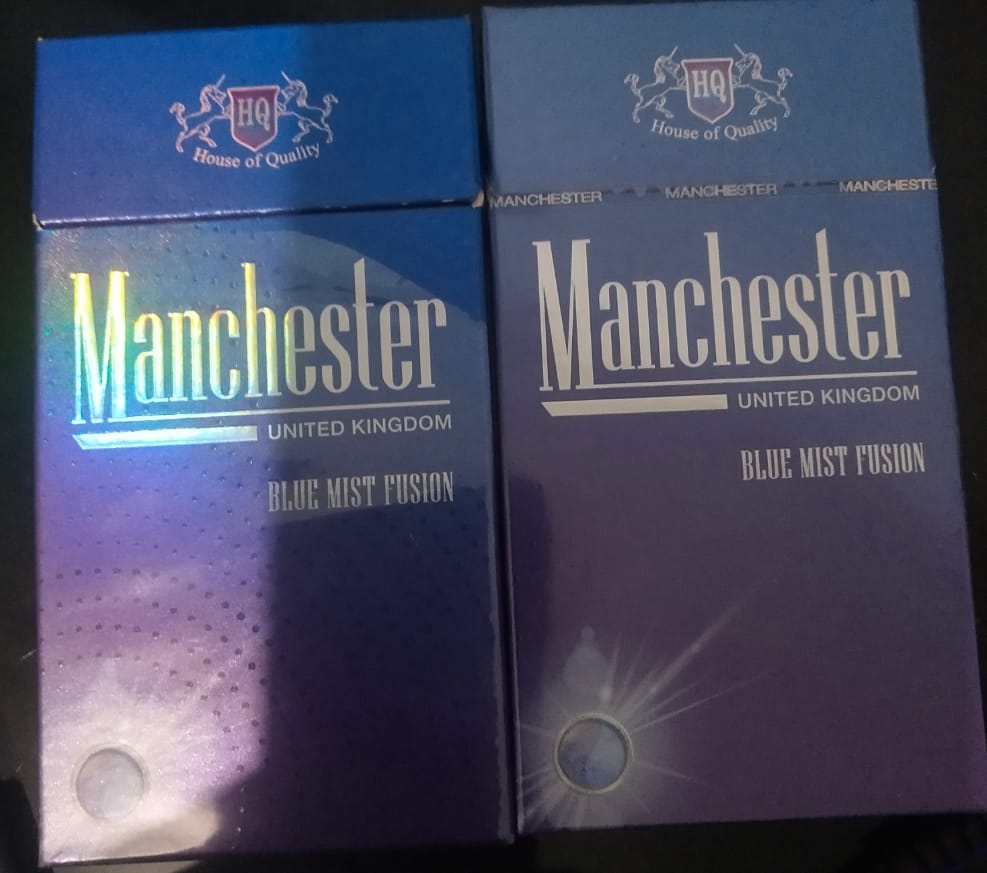 HQ
House of Quality
Manchester
UNITED KINGDOM
BLUE MIST FUSION
HQ
House of Quality
MANCHESTER MANCHESTER MANCHESTE
Manchester
UNITED KINGDOM
BLUE MIST FUSION